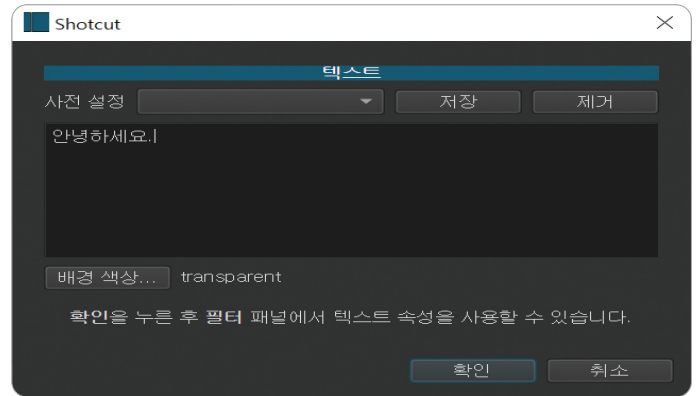 Shotcut
텍스트
사전 설정 저장 제거
안녕하세요.
배경 색상... transparent
확인을 누른 후 필터 패널에서 텍스트 속성을 사용할 수 있습니다.
확인 취소